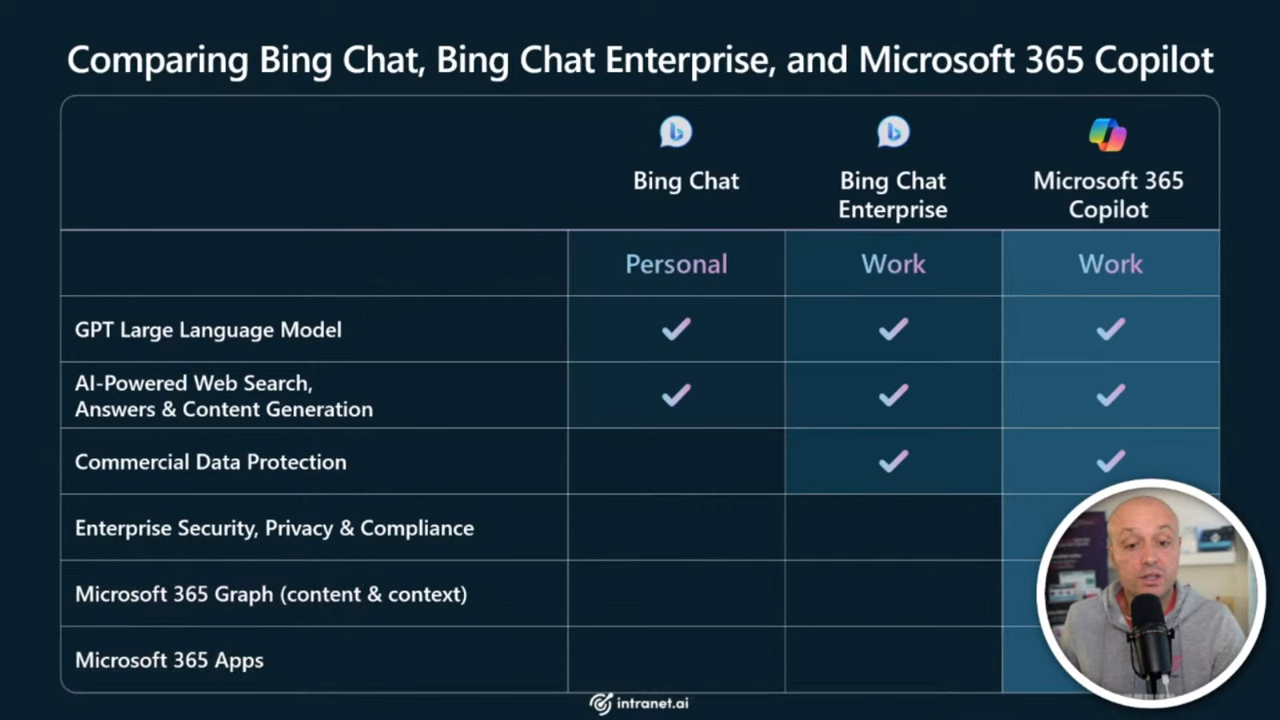 Comparing Bing Chat, Bing Chat Enterprise, and Microsoft 365 Copilot
Bing Chat
Bing Chat
Enterprise
Microsoft 365
Copilot
Personal
Work
Work
GPT Large Language Model
AI-Powered Web Search,
Answers & Content Generation
Commercial Data Protection
Enterprise Security, Privacy & Compliance
Microsoft 365 Graph (content & context)
Microsoft 365 Apps
intranet.ai